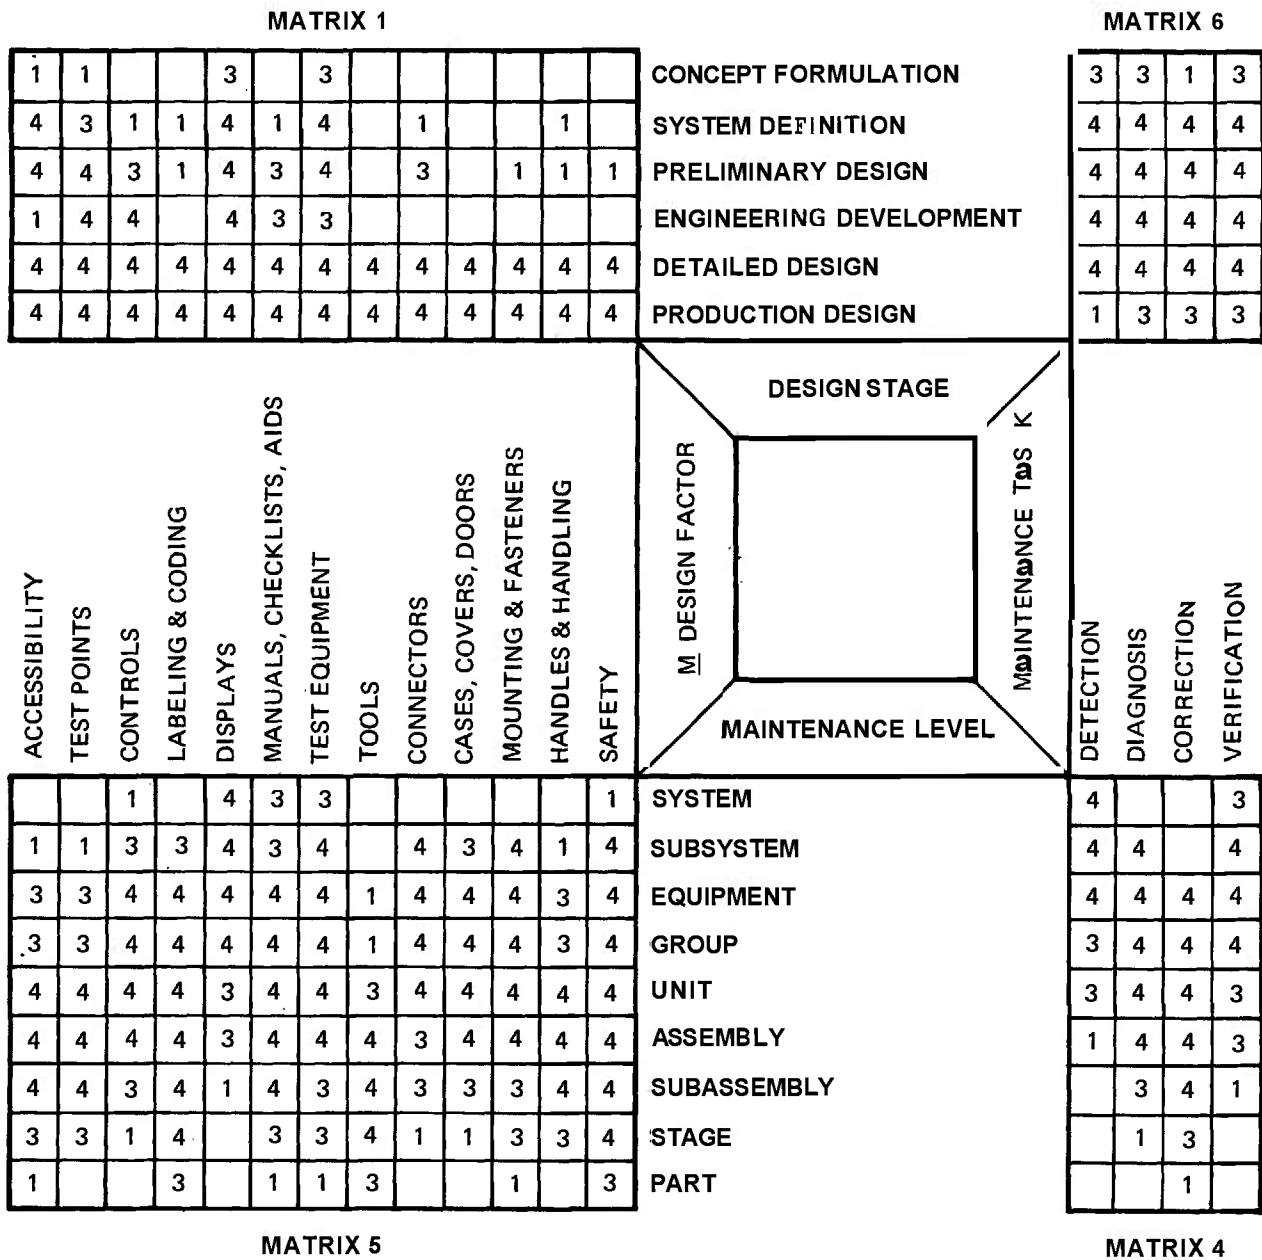 MATRIX 1
MATRIX 6
1 1 3 3 CONCEPT FORMULATION 3 3 1 3
4 3 1 1 4 1 4 1 1 SYSTEM DEFINITION 4 4 4 4
4 4 3 1 4 3 4 3 1 1 1 PRELIMINARY DESIGN 4 4 4 4
1 4 4 4 3 3 ENGINEERING DEVELOPMENT 4 4 4 4
4 4 4 4 4 4 4 4 4 4 4 4 4 DETAILED DESIGN 4 4 4 4
4 4 4 4 4 4 4 4 4 4 4 4 4 PRODUCTION DESIGN 1 3 3 3
ACCESSIBILITY
TEST POINTS
CONTROLS
LABELING & CODING
DISPLAYS
MANUALS, CHECKLISTS, AIDS
TEST EQUIPMENT
TOOLS
CONNECTORS
CASES, COVERS, DOORS
MOUNTING & FASTENERS
HANDLES & HANDLING
SAFETY
DESIGN STAGE
M DESIGN FACTOR
MaINTENaNCE TaS K
MAINTENANCE LEVEL
DETECTION
DIAGNOSIS
CORRECTION
VERIFICATION
1 4 3 3 1 SYSTEM 4 3
1 1 3 3 4 3 4 4 3 4 1 4 SUBSYSTEM 4 4 4
3 3 4 4 4 4 4 1 4 4 4 3 4 EQUIPMENT 4 4 4 4
3 3 4 4 4 4 4 1 4 4 4 3 4 GROUP 3 4 4 4
4 4 4 4 3 4 4 3 4 4 4 4 4 UNIT 3 4 4 3
4 4 4 4 3 4 4 4 3 4 4 4 4 ASSEMBLY 1 4 4 3
4 4 3 4 1 4 3 4 3 3 3 4 4 SUBASSEMBLY 3 4 1
3 3 1 4 3 3 4 1 1 3 3 4 STAGE 1 3
1 3 1 1 3 1 3 PART 1
MATRIX 5
MATRIX 4